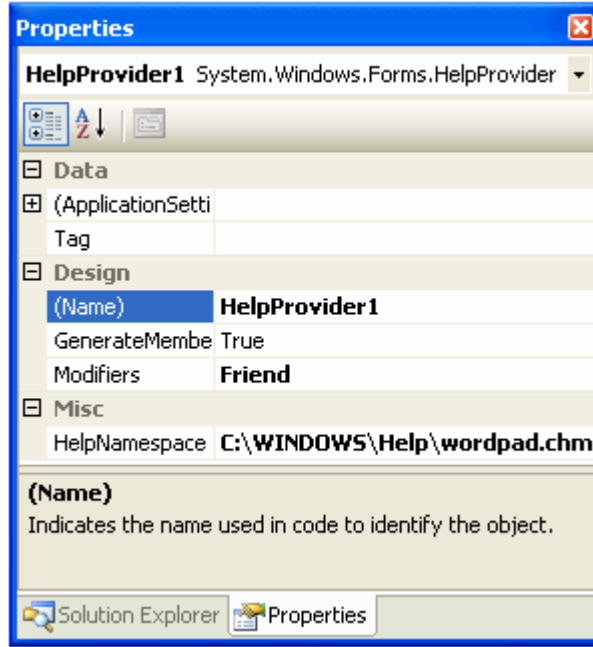 Properties
HelpProvider1 System.Windows.Forms.HelpProvider
A
Z
Data
(ApplicationSetti
Tag
Design
(Name) HelpProvider1
GenerateMembe True
Modifiers Friend
Misc
HelpNamespace C:\WINDOWS\Help\wordpad.chm
(Name)
Indicates the name used in code to identify the object.
Solution Explorer Properties